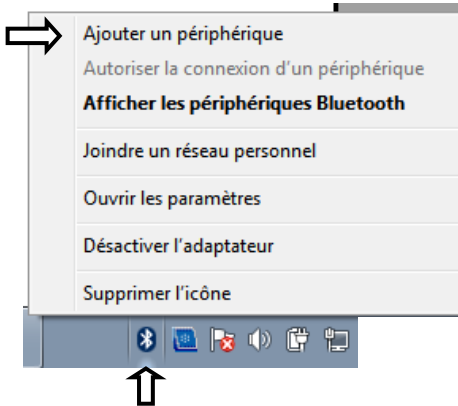 Ajouter un périphérique
Autoriser la connexion d'un périphérique
Afficher les périphériques Bluetooth
Joindre un réseau personnel
Ouvrir les paramètres
Désactiver l'adaptateur
Supprimer l'icône